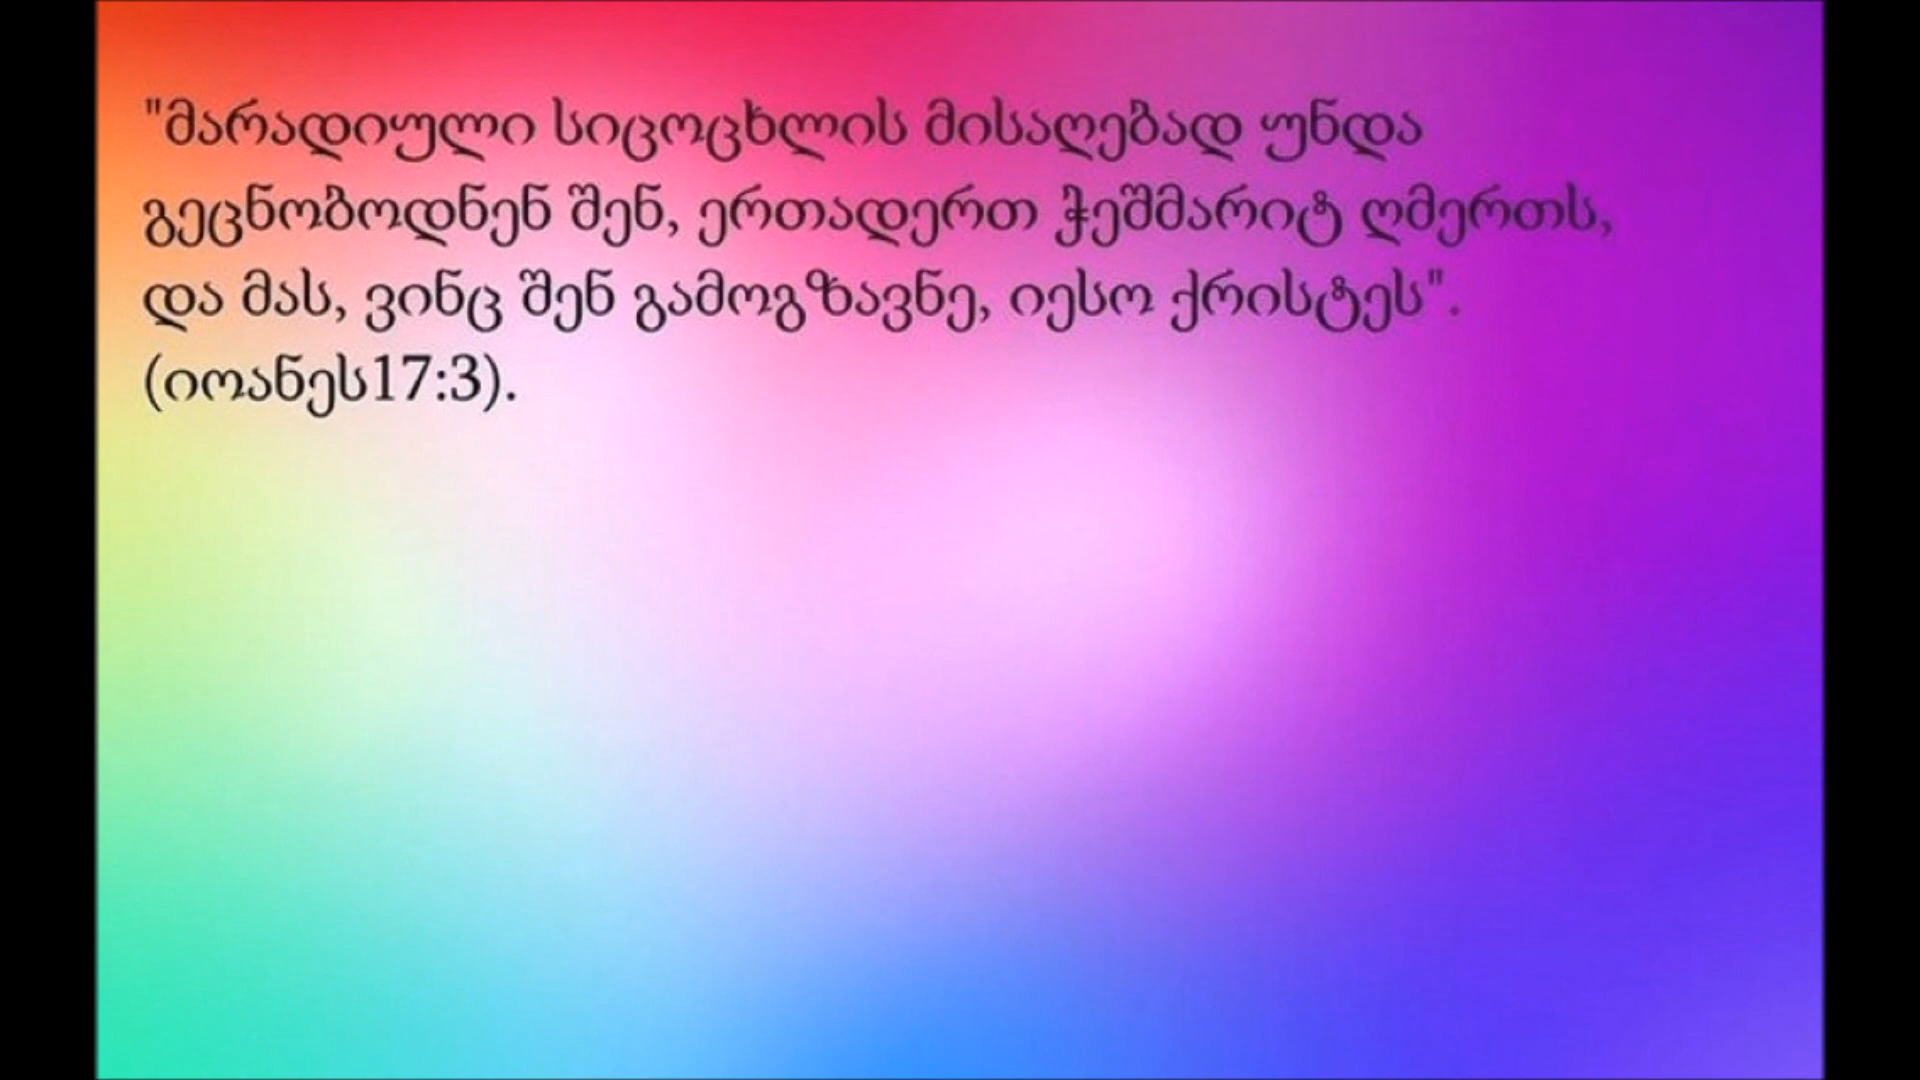 "მარადიული სიცოცხლის მისაღებად უნდა
გეცნობოდნენ შენ, ერთადერთ ჭეშმარიტ ღმერთს,
და მას, ვინც შენ გამოგზავნე, იესო ქრისტეს".
(იოანეს17:3).